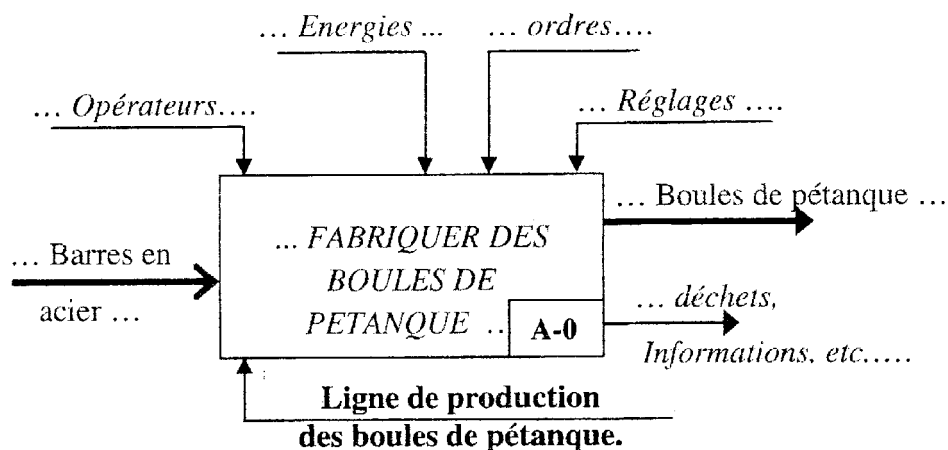 … Energies ...
… ordres….
… Opérateurs….
… Réglages ….
… Boules de pétanque …
... FABRIQUER DES
BOULES DE
PETANQUE ..
A-0
… Barres en
acier …
… déchets,
Informations, etc…..
Ligne de production
des boules de pétanque.